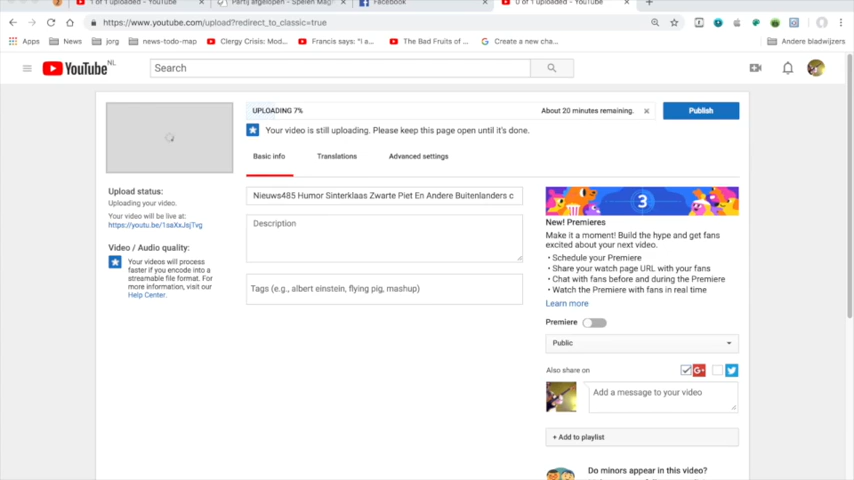 1 of 1 uploaded - YouTube
Partij afgelopen - Spelen Mag
Facebook
0 of 1 uploaded - YouTube
https://www.youtube.com/upload?redirect_to_classic=true
Apps
News
jorg
news-todo-map
Clergy Crisis: Mod...
Francis says: "I a...
The Bad Fruits of ...
Create a new cha...
Andere bladwijzers
YouTube NL
Search
UPLOADING 7%
About 20 minutes remaining.
Publish
Your video is still uploading. Please keep this page open until it's done.
Basic info
Translations
Advanced settings
Upload status:
Uploading your video.
Your video will be live at:
https://youtu.be/1saXxJsjTvg
Video / Audio quality:
Your videos will process
faster if you encode into a
streamable file format. For
more information, visit our
Help Center.
Nieuws485 Humor Sinterklaas Zwarte Piet En Andere Buitenlanders c
Description
Tags (e.g., albert einstein, flying pig, mashup)
3
New! Premieres
Make it a moment! Build the hype and get fans
excited about your next video.
• Schedule your Premiere
• Share your watch page URL with your fans
• Chat with fans before and during the Premiere
• Watch the Premiere with fans in real time
Learn more
Premiere
Public
Also share on
G+
Add a message to your video
+ Add to playlist
Do minors appear in this video?